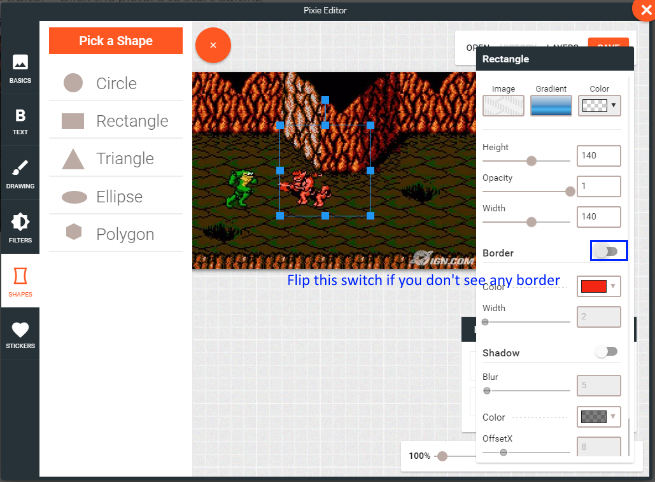 Pixie Editor
Pick a Shape
×
OPEN
LAYERS
SAVE
Rectangle
BASICS
TEXT
DRAWING
FILTERS
SHAPES
STICKERS
Circle
Rectangle
Triangle
Ellipse
Polygon
Image Gradient Color
Height
140
Opacity
1
Width
140
IGN.COM
Border
Flip this switch if you don't see any border
Color
Width
2
Shadow
Blur
5
Color
OffsetX
8
100%